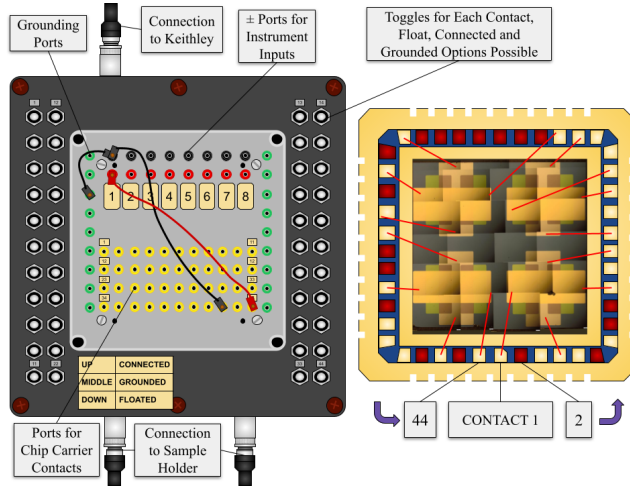 Grounding
Ports
Connection
to Keithley
± Ports for
Instrument
Inputs
Toggles for Each Contact,
Float, Connected and
Grounded Options Possible
1 2 3 4 5 6 7 8
UP CONNECTED
MIDDLE GROUNDED
DOWN FLOATED
Ports for
Chip Carrier
Contacts
Connection
to Sample
Holder
44
CONTACT 1
2